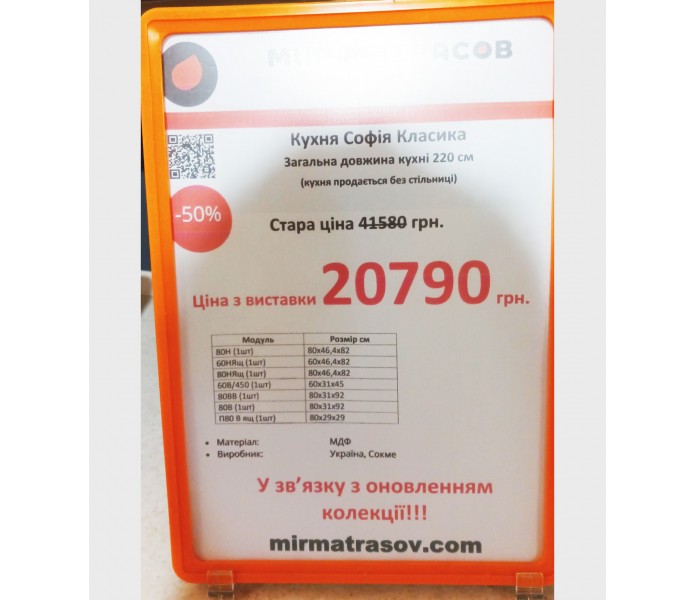 Кухня Софія Класика
Загальна довжина кухні 220 см
(кухня продається без стільниці)
-50%
Стара ціна 41580 грн.
Ціна з виставки 20790 грн.
Модуль Розмір см
80Н (1шт) 80х46,4х82
60НЯщ (1шт) 60х46,4х82
80НЯщ (1шт) 80х46,4х82
60В/450 (1шт) 60х31х45
80ВВ (1шт) 80х31х92
80В (1шт) 80х31х92
П80 В ящ (1шт) 80х29х29
• Матеріал: МДФ
• Виробник: Україна, Сокме
У зв’язку з оновленням
колекції!!!
mirmatrasov.com